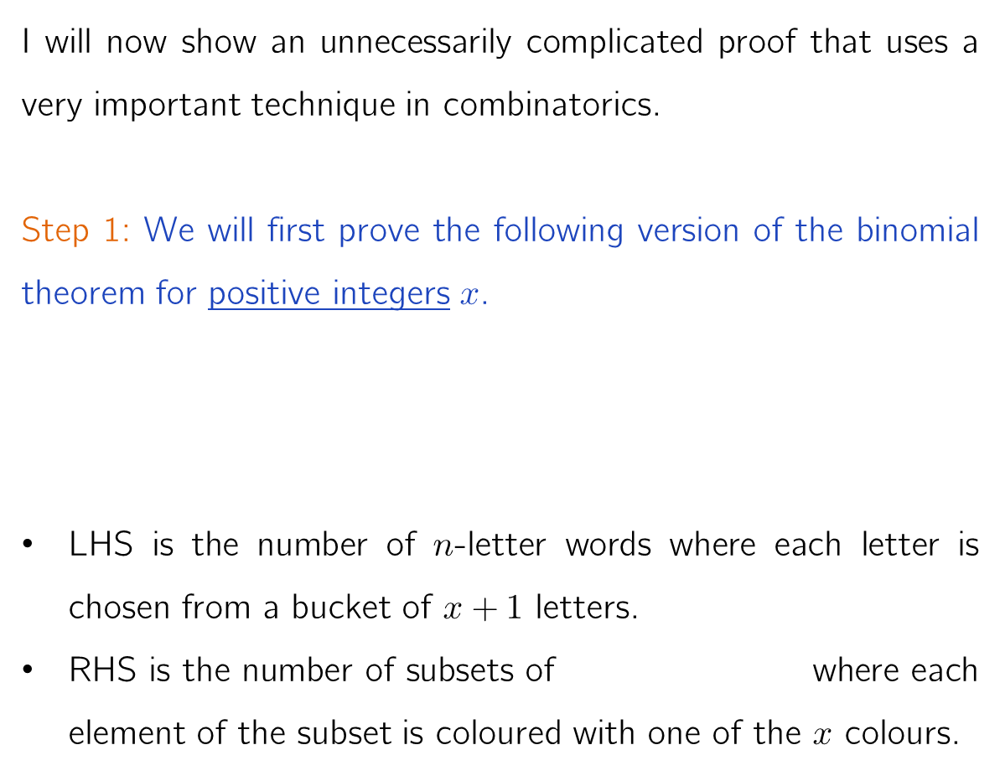 I will now show an unnecessarily complicated proof that uses a
very important technique in combinatorics.
Step 1: We will first prove the following version of the binomial
theorem for positive integers x.
• LHS is the number of n-letter words where each letter is
chosen from a bucket of x + 1 letters.
• RHS is the number of subsets of where each
element of the subset is coloured with one of the x colours.